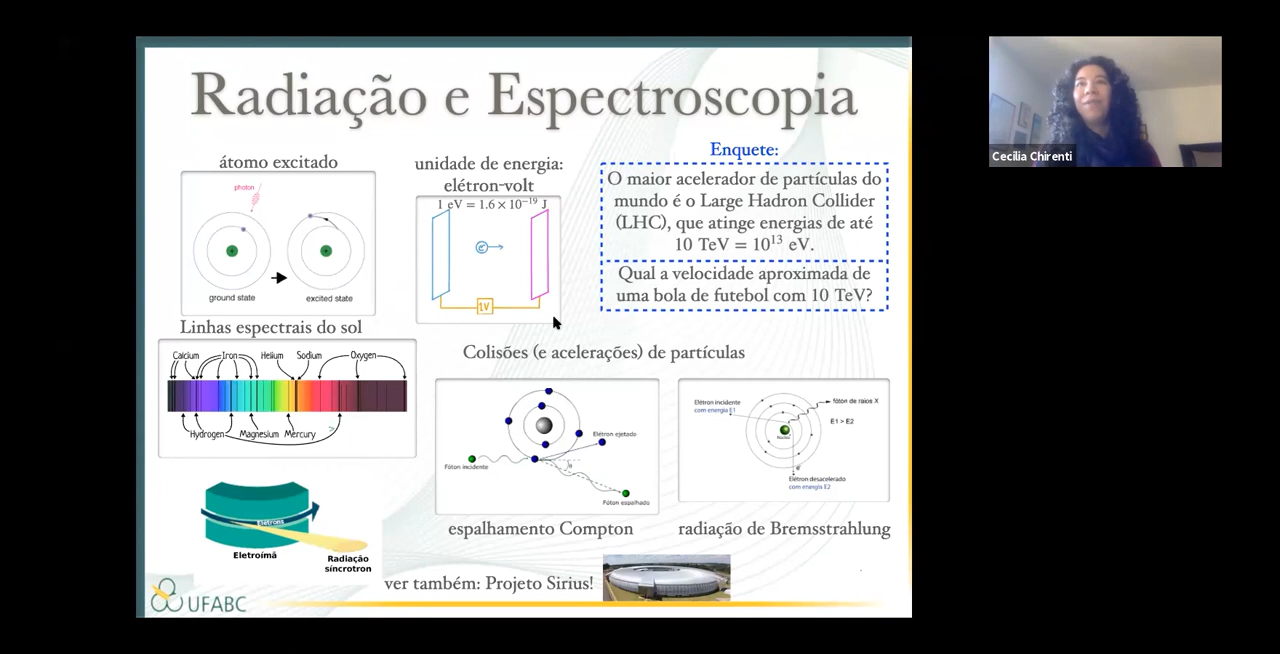 Radiação e Espectroscopia
átomo excitado
photon
ground state
excited state
unidade de energia:
elétron-volt
1 eV = 1.6 × 10⁻¹⁹ J
e
1V
Enquete:
O maior acelerador de partículas do
mundo é o Large Hadron Collider
(LHC), que atinge energias de até
10 TeV = 10¹³ eV.
Qual a velocidade aproximada de
uma bola de futebol com 10 TeV?
Linhas espectrais do sol
Calcium Iron Helium Sodium Oxygen
Hydrogen Magnesium Mercury
Colisões (e acelerações) de partículas
Elétron ejetado
Fóton incidente
Fóton espalhado
espalhamento Compton
Elétron incidente
com energia E1
fóton de raios X
E1 > E2
Núcleo
Elétron desacelerado
com energia E2
radiação de Bremsstrahlung
Elétrons
Eletroímã
Radiação
síncrotron
ver também: Projeto Sirius!
UFABC
Cecilia Chirenti